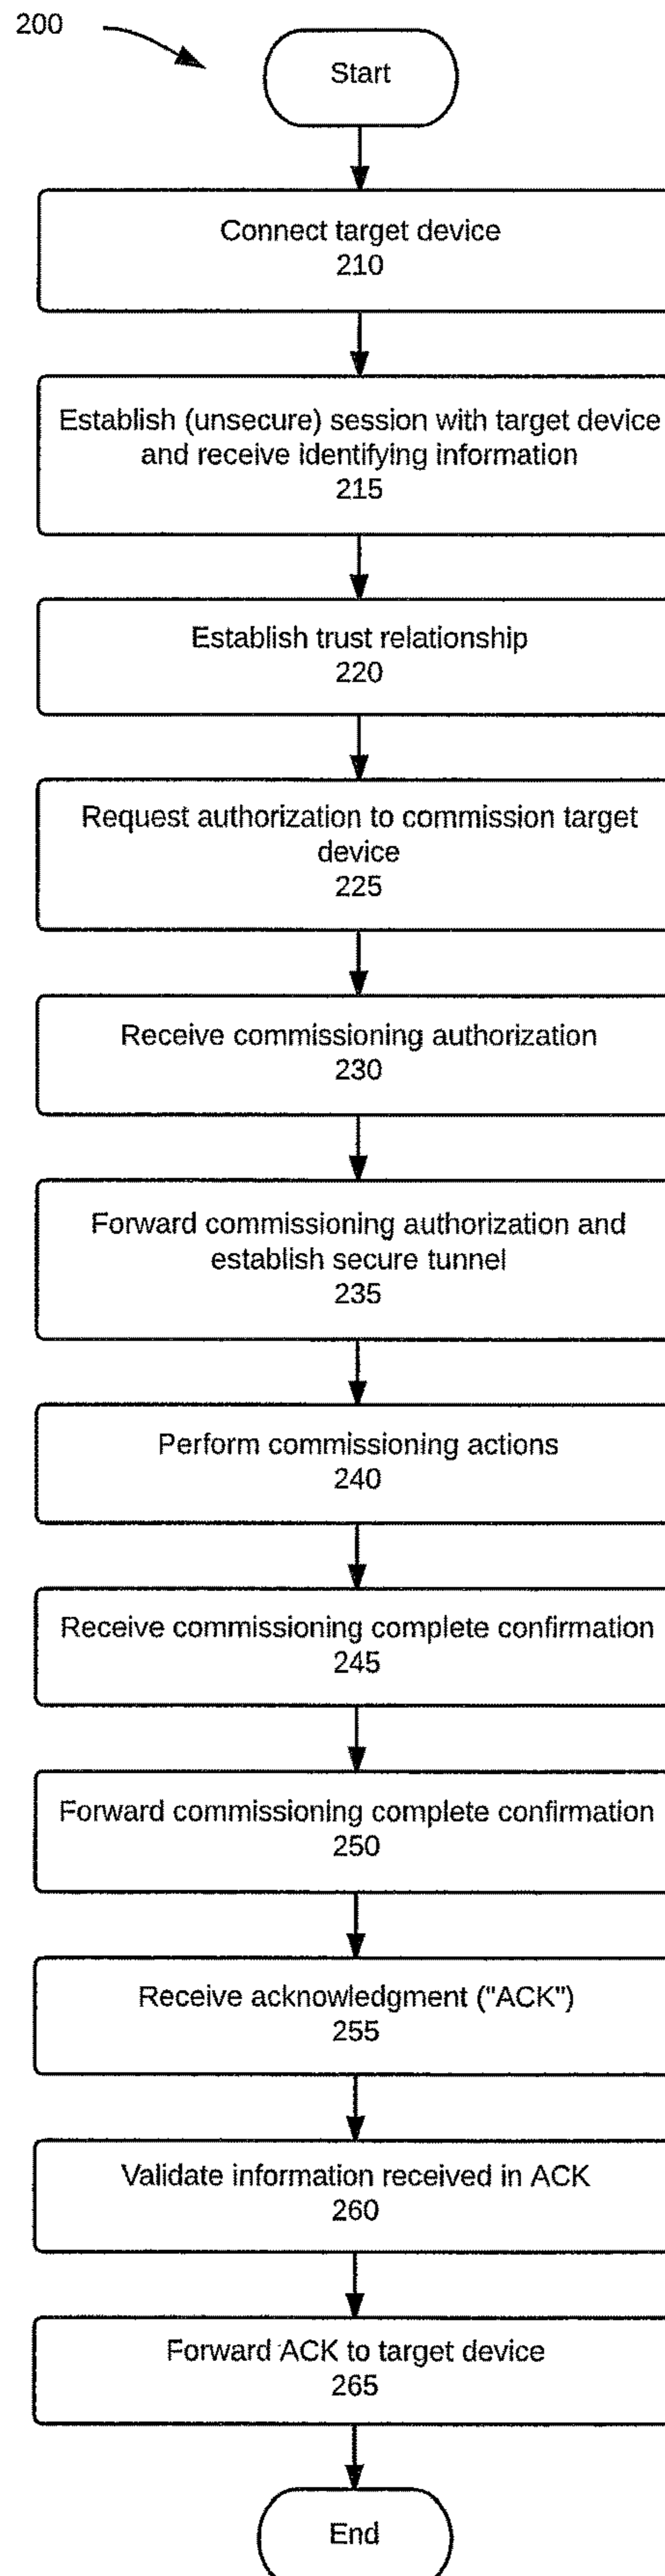 200
Start
Connect target device
210
Establish (unsecure) session with target device
and receive identifying information
215
Establish trust relationship
220
Request authorization to commission target
device
225
Receive commissioning authorization
230
Forward commissioning authorization and
establish secure tunnel
235
Perform commissioning actions
240
Receive commissioning complete confirmation
245
Forward commissioning complete confirmation
250
Receive acknowledgment ("ACK")
255
Validate information received in ACK
260
Forward ACK to target device
265
End